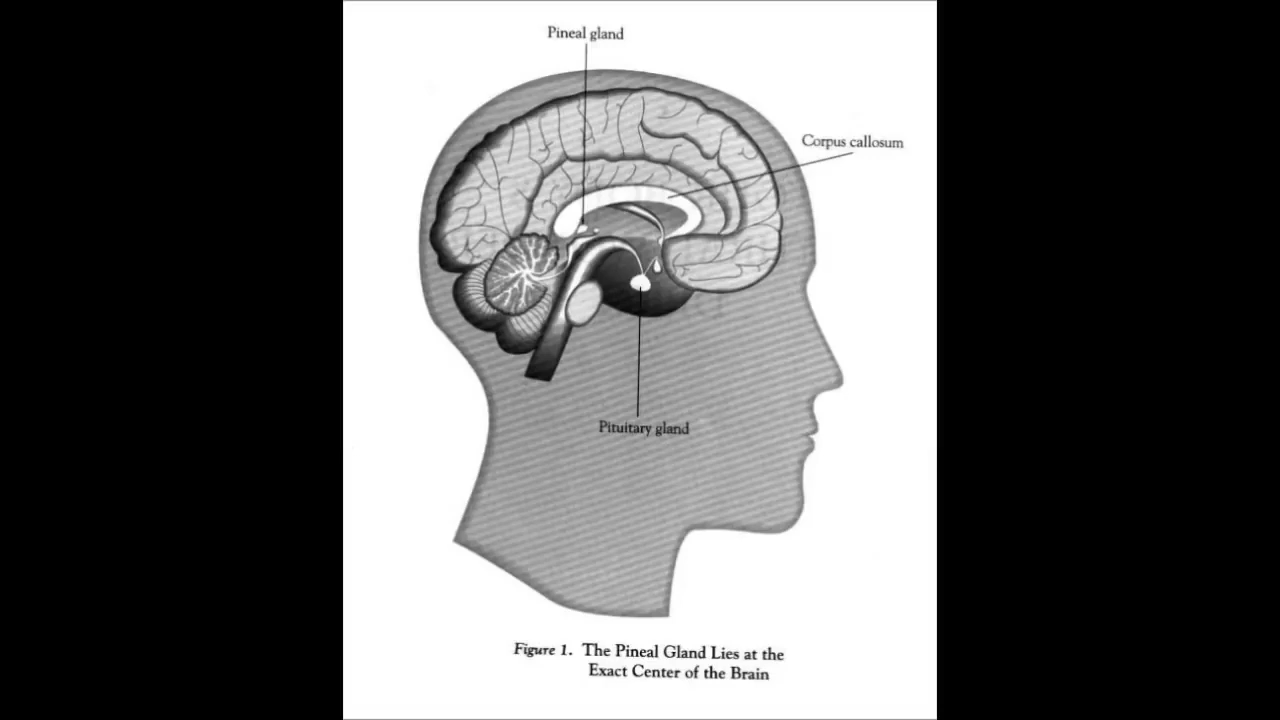 Pineal gland
Corpus callosum
Pituitary gland
Figure 1. The Pineal Gland Lies at the
Exact Center of the Brain